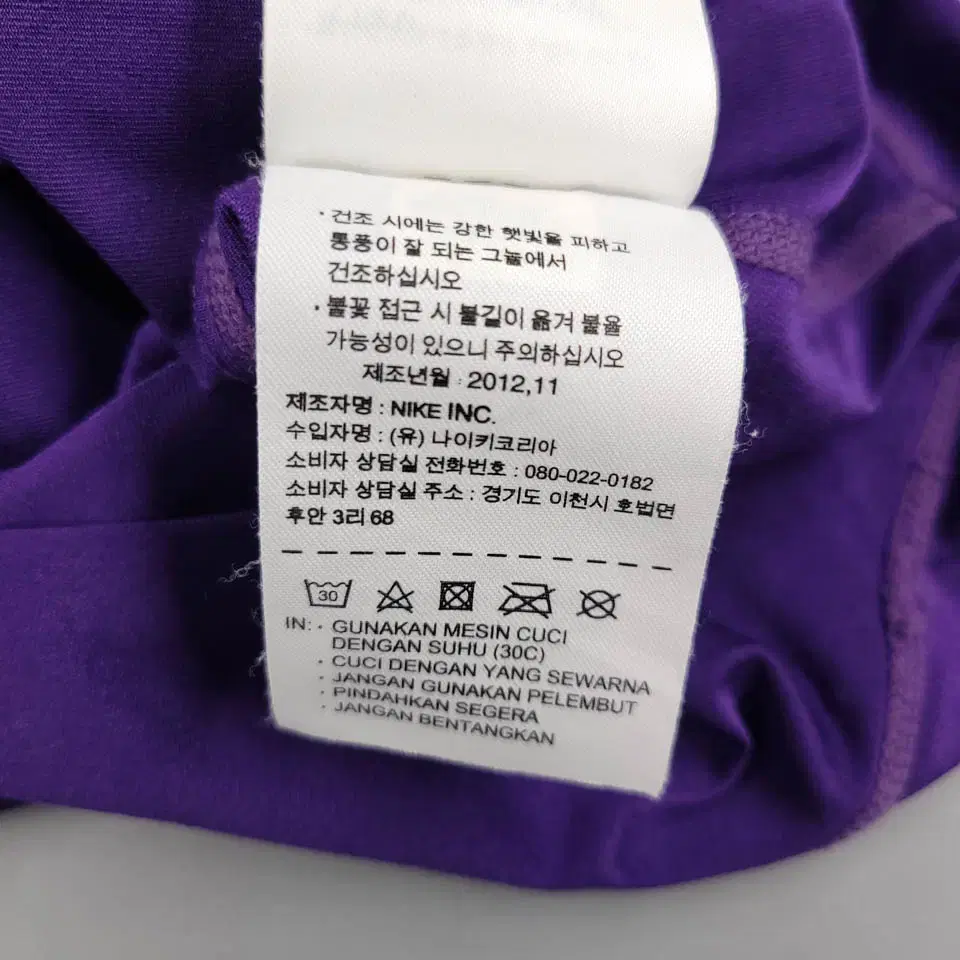 · 건조 시에는 강한 햇빛을 피하고
통풍이 잘 되는 그늘에서
건조하십시오
· 불꽃 접근 시 불길이 옮겨 붙을
가능성이 있으니 주의하십시오
제조년월 : 2012,11
제조자명 : NIKE INC.
수입자명 : (유) 나이키코리아
소비자 상담실 전화번호 : 080-022-0182
소비자 상담실 주소 : 경기도 이천시 호법면
후안 3리 68
30
IN: · GUNAKAN MESIN CUCI
DENGAN SUHU (30C)
· CUCI DENGAN YANG SEWARNA
· JANGAN GUNAKAN PELEMBUT
· PINDAHKAN SEGERA
· JANGAN BENTANGKAN